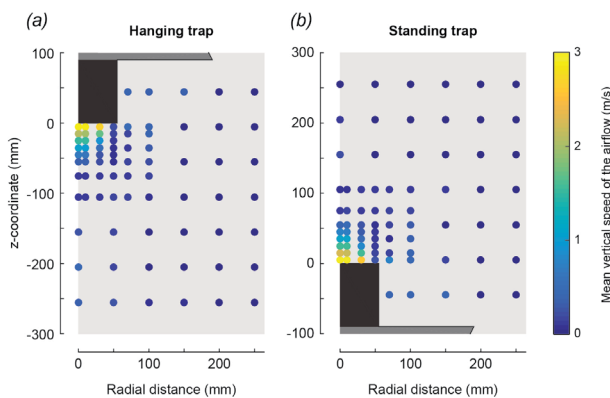 (a)
Hanging trap
(b)
Standing trap
100
0
-100
-200
-300
z-coordinate (mm)
0
100
200
Radial distance (mm)
300
200
100
0
-100
0
100
200
Radial distance (mm)
3
2
1
0
Mean vertical speed of the airflow (m/s)